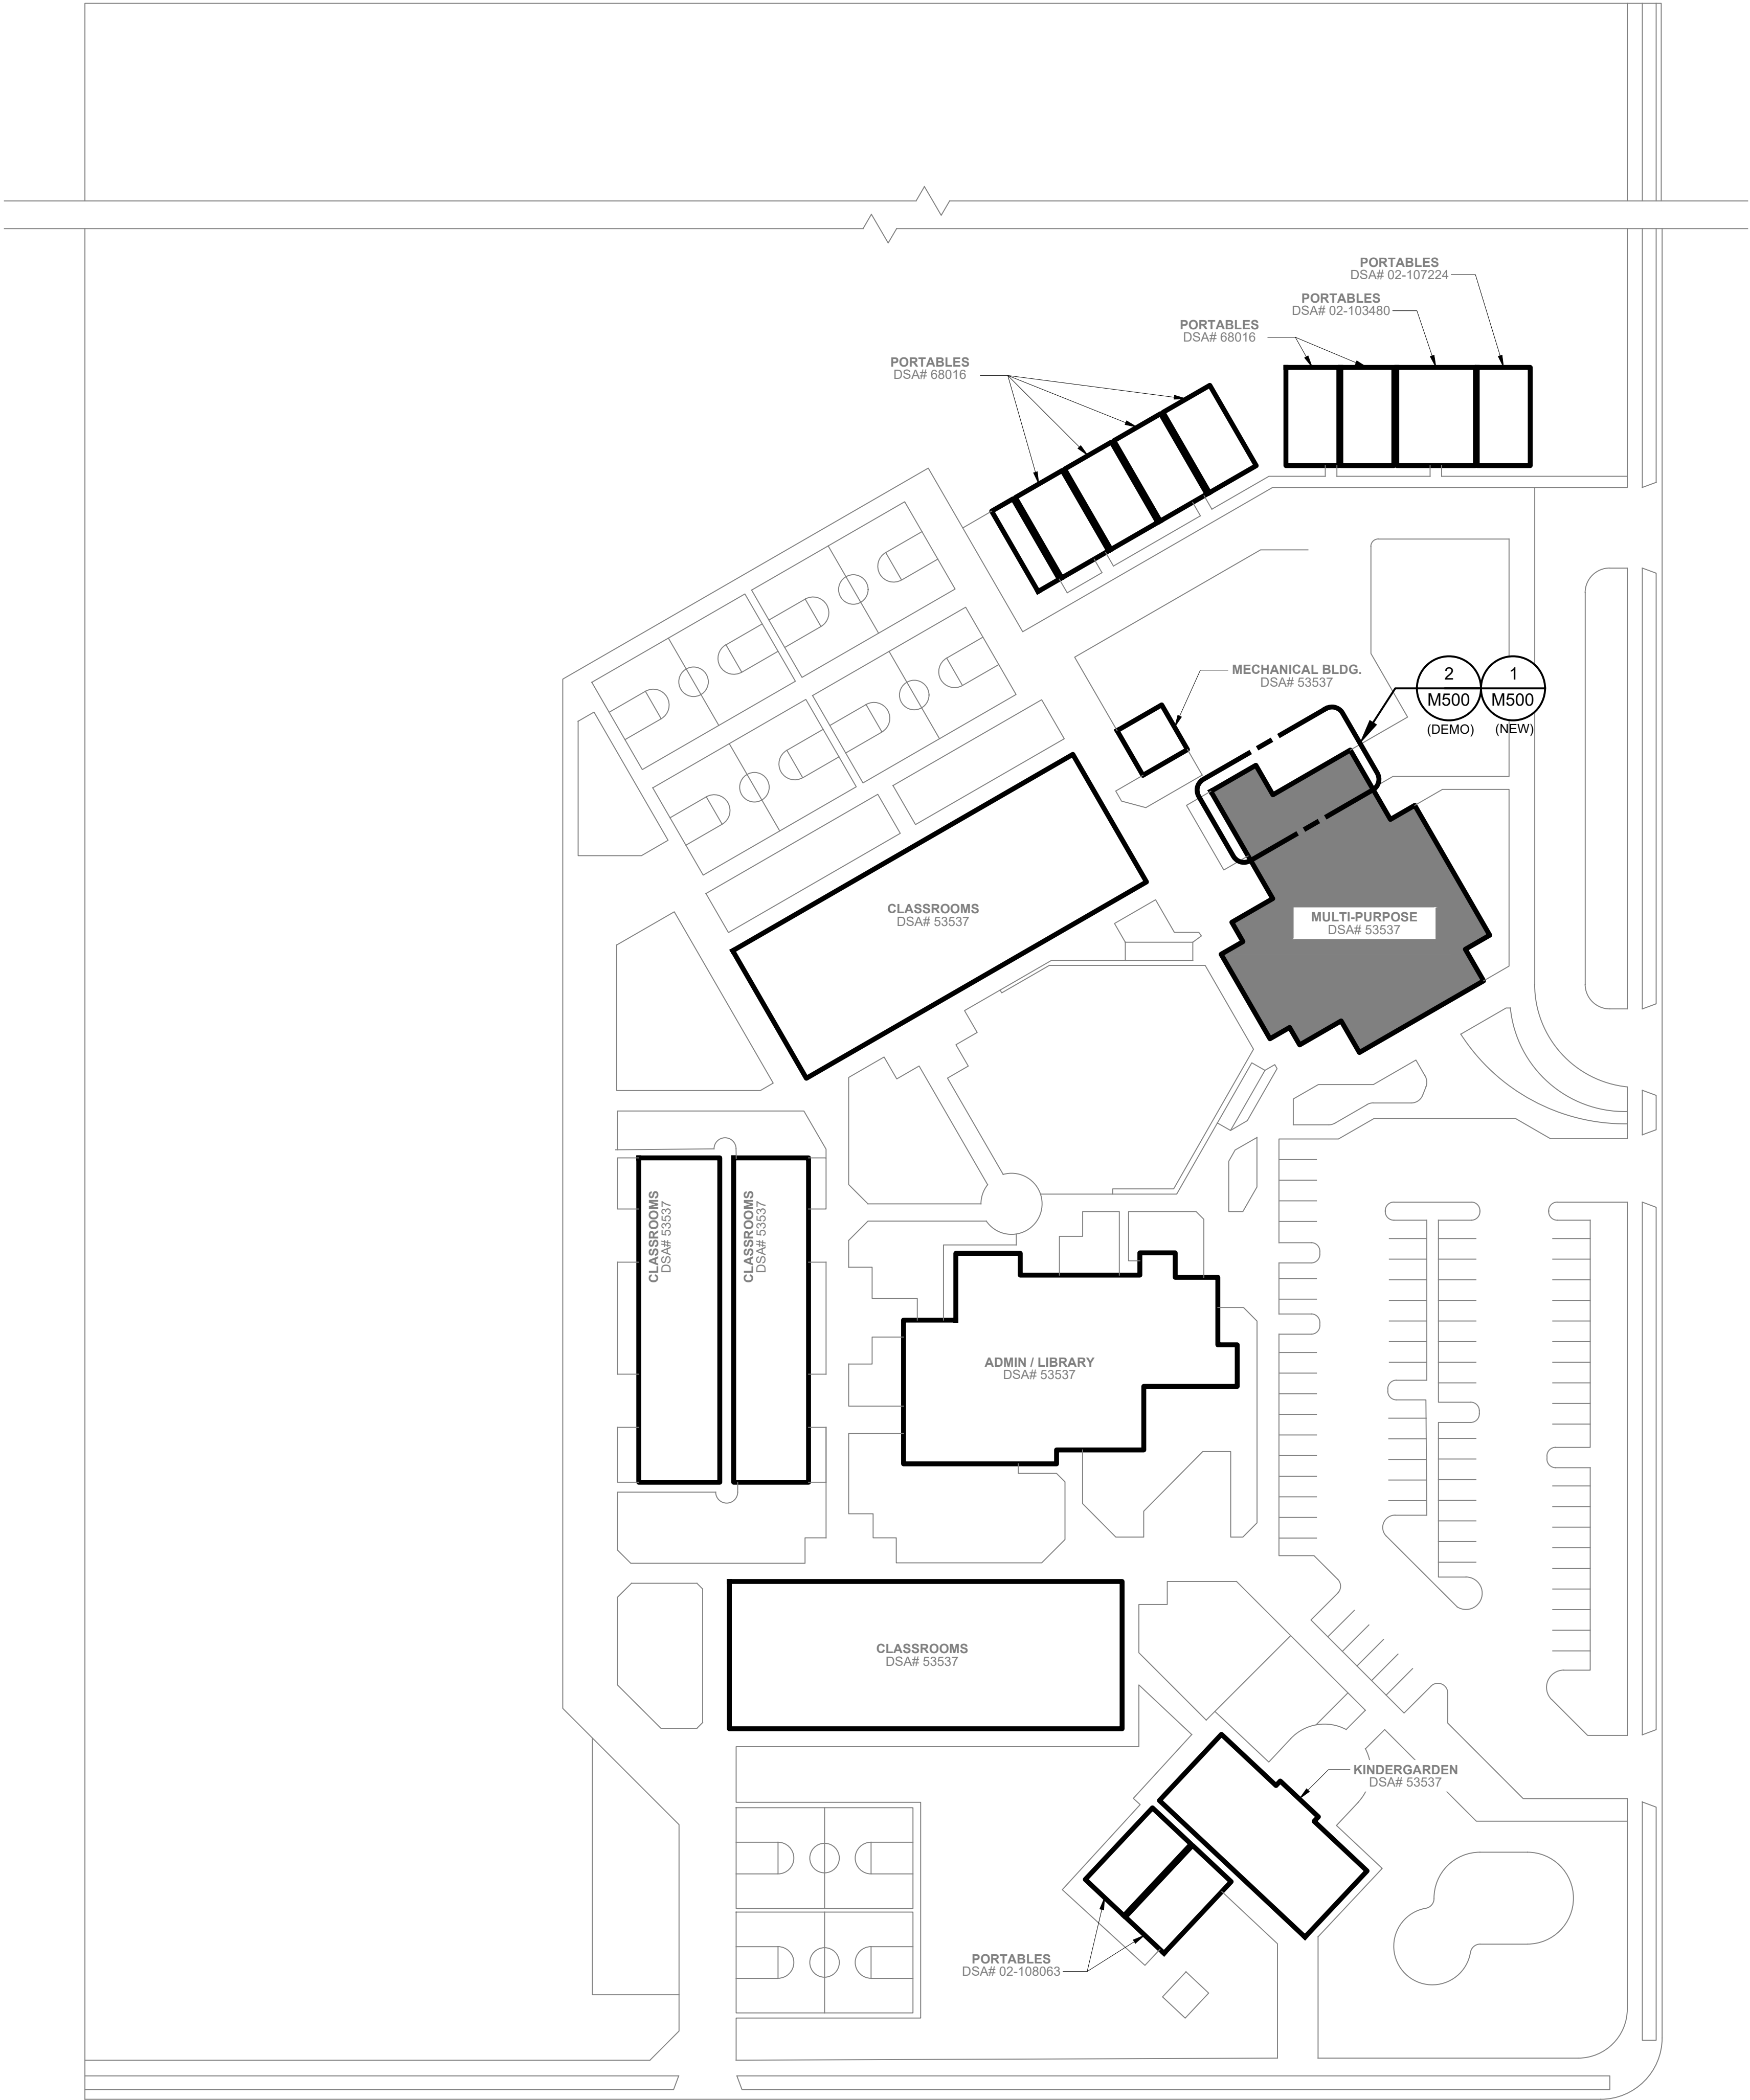 PORTABLES
DSA# 02-107224
PORTABLES
DSA# 02-103480
PORTABLES
DSA# 68016
PORTABLES
DSA# 68016
MECHANICAL BLDG.
DSA# 53537
2
M500
(DEMO)
1
M500
(NEW)
CLASSROOMS
DSA# 53537
MULTI-PURPOSE
DSA# 53537
CLASSROOMS
DSA# 53537
CLASSROOMS
DSA# 53537
ADMIN / LIBRARY
DSA# 53537
CLASSROOMS
DSA# 53537
KINDERGARDEN
DSA# 53537
PORTABLES
DSA# 02-108063